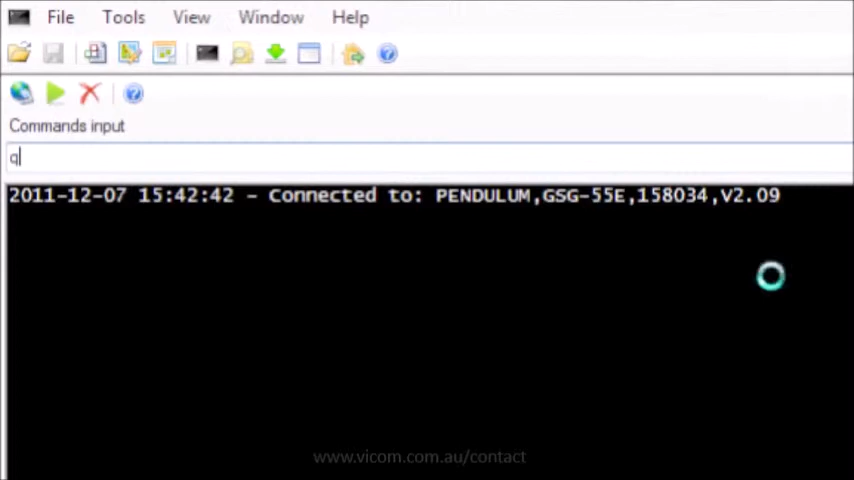 File Tools View Window Help
Commands input
q
2011-12-07 15:42:42 - Connected to: PENDULUM,GSG-55E,158034,V2.09
www.vicom.com.au/contact